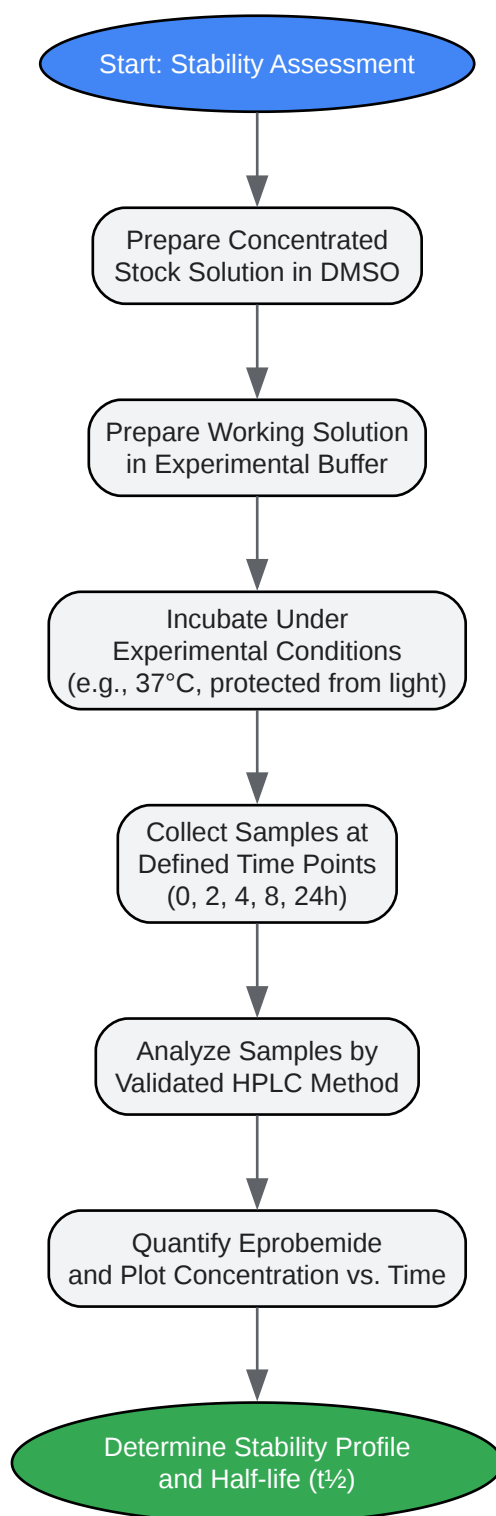 Start: Stability Assessment
Prepare Concentrated
Stock Solution in DMSO
Prepare Working Solution
in Experimental Buffer
Incubate Under
Experimental Conditions
(e.g., 37°C, protected from light)
Collect Samples at
Defined Time Points
(0, 2, 4, 8, 24h)
Analyze Samples by
Validated HPLC Method
Quantify Eprobemide
and Plot Concentration vs. Time
Determine Stability Profile
and Half-life (t½)